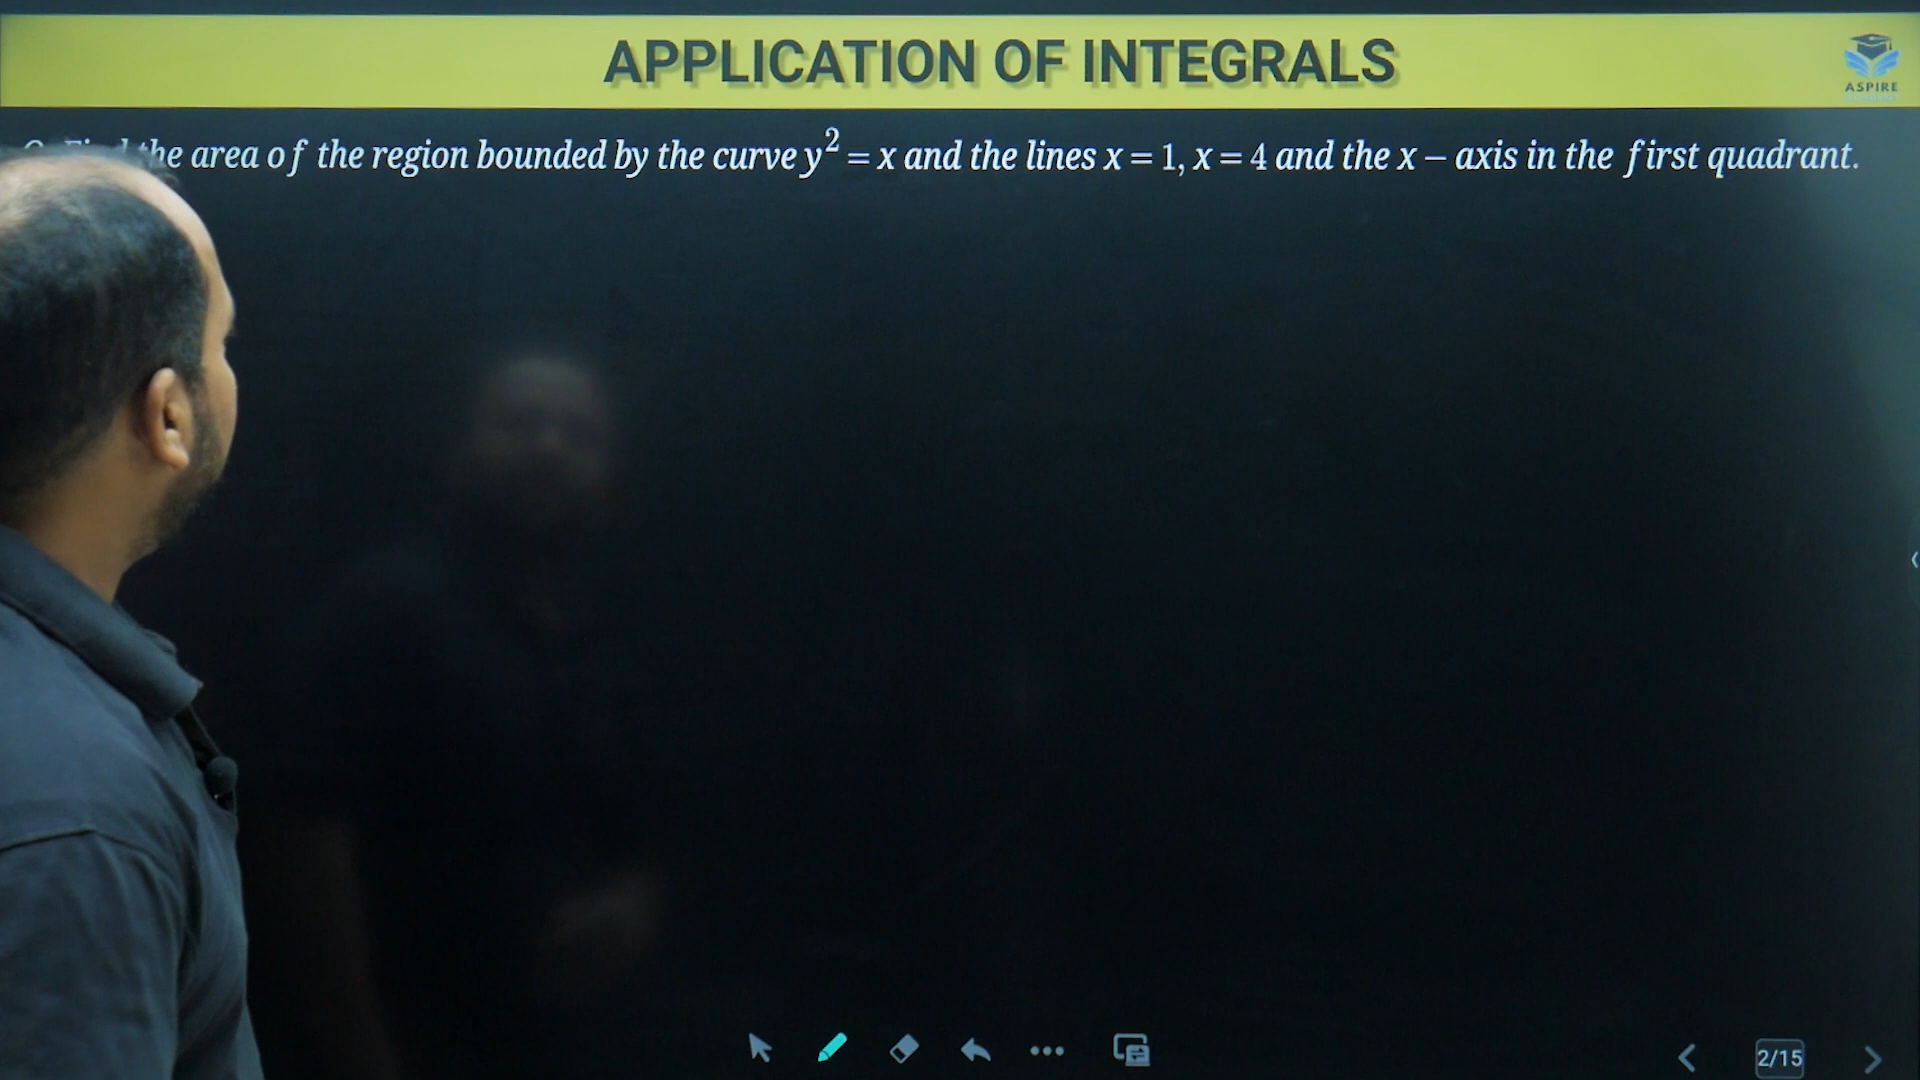 APPLICATION OF INTEGRALS
ASPIRE
the area of the region bounded by the curve y² = x and the lines x = 1, x = 4 and the x – axis in the first quadrant.
2/15